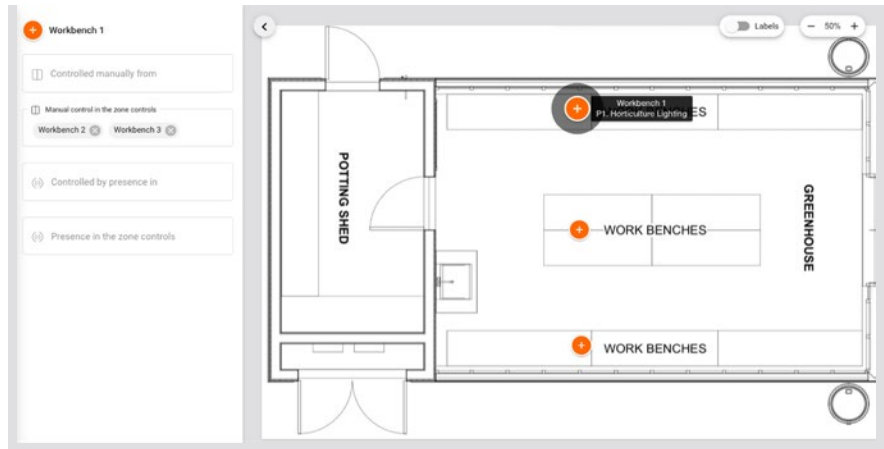 Workbench 1
Controlled manually from
Manual control in the zone controls
Workbench 2
Workbench 3
Controlled by presence in
Presence in the zone controls
Labels
− 50% +
Workbench 1
P1. Horticulture Lighting
ES
POTTING SHED
WORK BENCHES
GREENHOUSE
WORK BENCHES